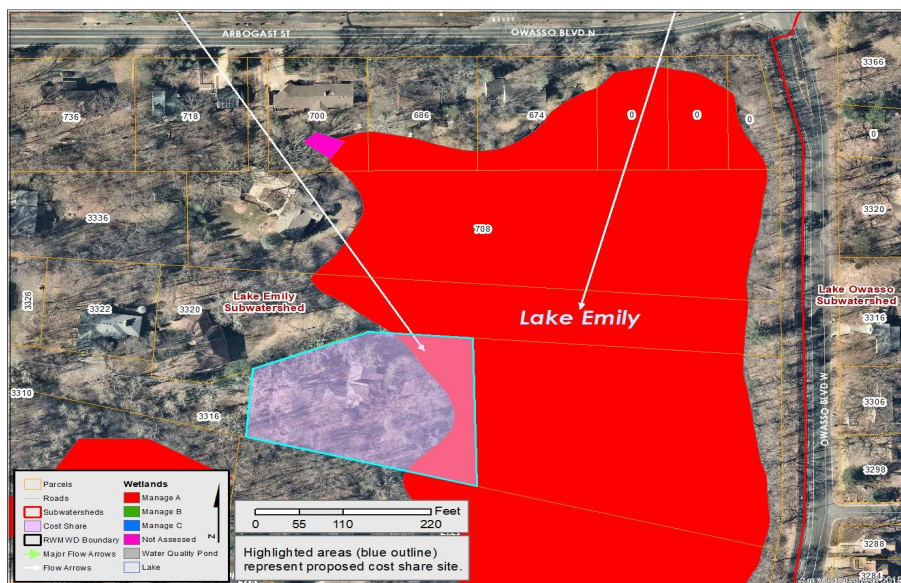 ARBOGAST ST
OWASSO BLVD N
3366
736
718
700
686
674
0
0
0
0
3336
708
3320
3326
3322
3320
Lake Emily
Subwatershed
Lake Emily
Lake Owasso
Subwatershed
3316
3310
3316
OWASSO BLVD W
3306
3298
3288
3284
Parcels
Roads
Subwatersheds
Cost Share
RWMWD Boundary
Major Flow Arrows
Flow Arrows
Wetlands
Manage A
Manage B
Manage C
Not Assessed
Water Quality Pond
Lake
N
Feet
0 55 110 220
Highlighted areas (blue outline)
represent proposed cost share site.